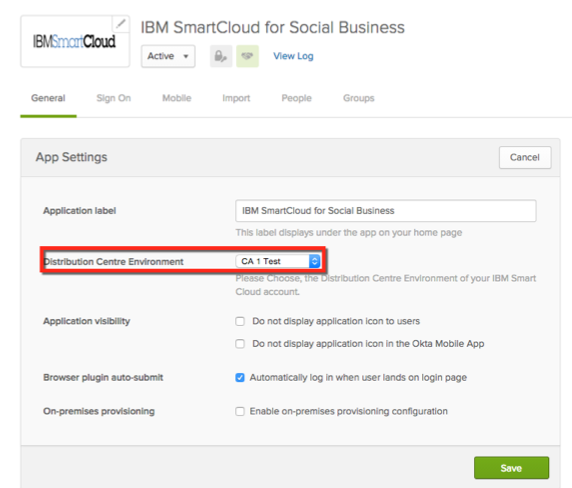 IBM SmartCloud for Social Business
IBMSmartCloud
Active
View Log
General Sign On Mobile Import People Groups
App Settings
Cancel
Application label
IBM SmartCloud for Social Business
This label displays under the app on your home page
Distribution Centre Environment
CA 1 Test
Please Choose, the Distribution Centre Environment of your IBM Smart
Cloud account.
Application visibility
Do not display application icon to users
Do not display application icon in the Okta Mobile App
Browser plugin auto-submit
Automatically log in when user lands on login page
On-premises provisioning
Enable on-premises provisioning configuration
Save